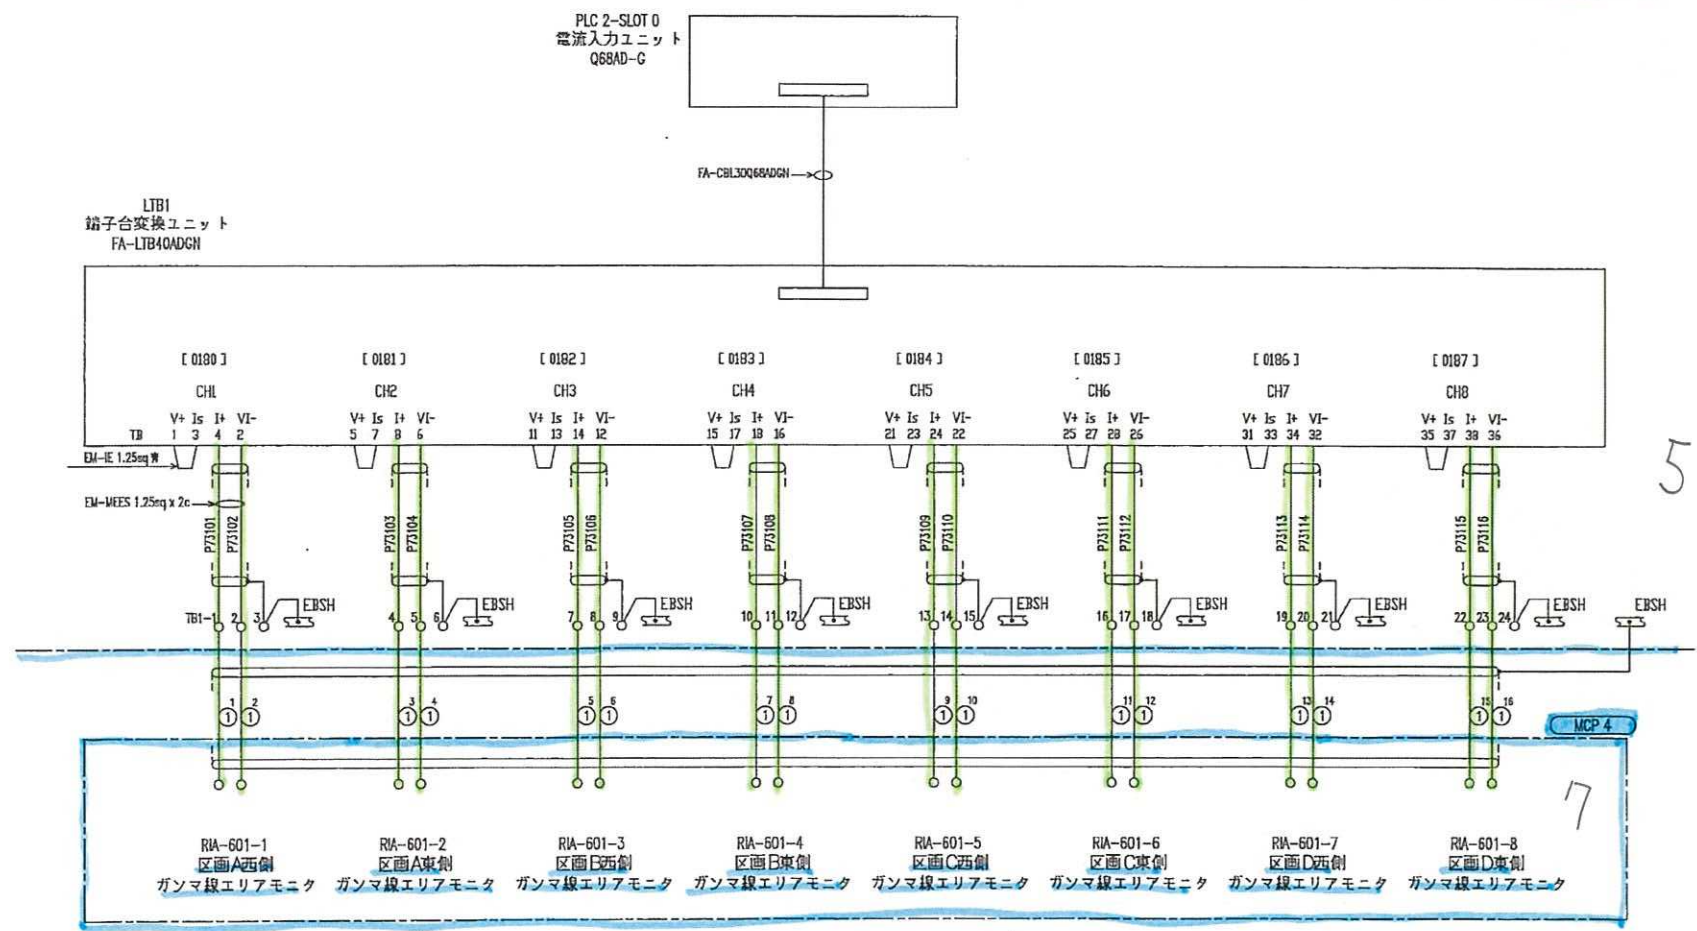 PLC 2-SLOT 0
電流入力ユニット
Q68AD-G
FA-CBL30Q68ADGN
LTB1
端子台変換ユニット
FA-LTB40ADGN
[ 0180 ] [ 0181 ] [ 0182 ] [ 0183 ] [ 0184 ] [ 0185 ] [ 0186 ] [ 0187 ]
CH1 CH2 CH3 CH4 CH5 CH6 CH7 CH8
V+ Is I+ VI- V+ Is I+ VI- V+ Is I+ VI- V+ Is I+ VI- V+ Is I+ VI- V+ Is I+ VI- V+ Is I+ VI- V+ Is I+ VI-
TB 1 3 4 2 5 7 8 6 11 13 14 12 15 17 18 16 21 23 24 22 25 27 28 26 31 33 34 32 35 37 38 36
EM-IE 1.25sq
5
EM-MEES 1.25sq x 2c
P73101 P73102 P73103 P73104 P73105 P73106 P73107 P73108 P73109 P73110 P73111 P73112 P73113 P73114 P73115 P73116
EBSH EBSH EBSH EBSH EBSH EBSH EBSH EBSH EBSH
TB1-1 2 3 4 5 6 7 8 9 10 11 12 13 14 15 16 17 18 19 20 21 22 23 24
1 2 3 4 5 6 7 8 9 10 11 12 13 14 15 16
① ① ① ① ① ① ① ① ① ① ① ① ① ① ① ①
MCP 4
7
RIA-601-1 RIA-601-2 RIA-601-3 RIA-601-4 RIA-601-5 RIA-601-6 RIA-601-7 RIA-601-8
区画A西側 区画A東側 区画B西側 区画B東側 区画C西側 区画C東側 区画D西側 区画D東側
ガンマ線エリアモニタ ガンマ線エリアモニタ ガンマ線エリアモニタ ガンマ線エリアモニタ ガンマ線エリアモニタ ガンマ線エリアモニタ ガンマ線エリアモニタ ガンマ線エリアモニタ